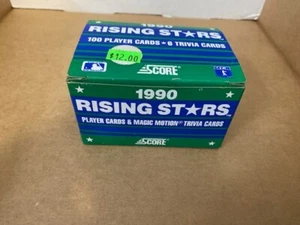 1990
RISING ST★RS
100 PLAYER CARDS • 6 TRIVIA CARDS
$12.00
SCORE
1990
RISING ST★RS
PLAYER CARDS & MAGIC MOTION® TRIVIA CARDS
SCORE